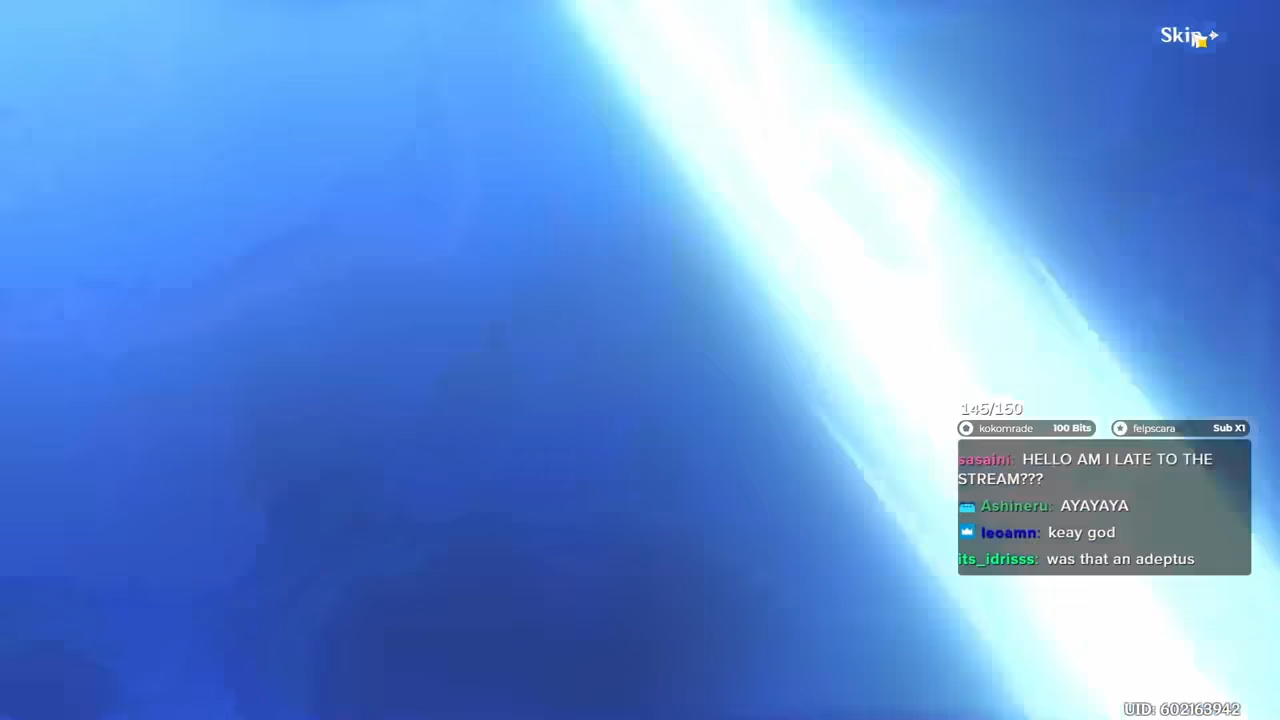 Skip
145/150
kokomrade 100 Bits felpscara Sub X1
sasaini: HELLO AM I LATE TO THE
STREAM???
Ashineru: AYAYAYA
leoamn: keay god
its_idrisss: was that an adeptus
UID: 602163942